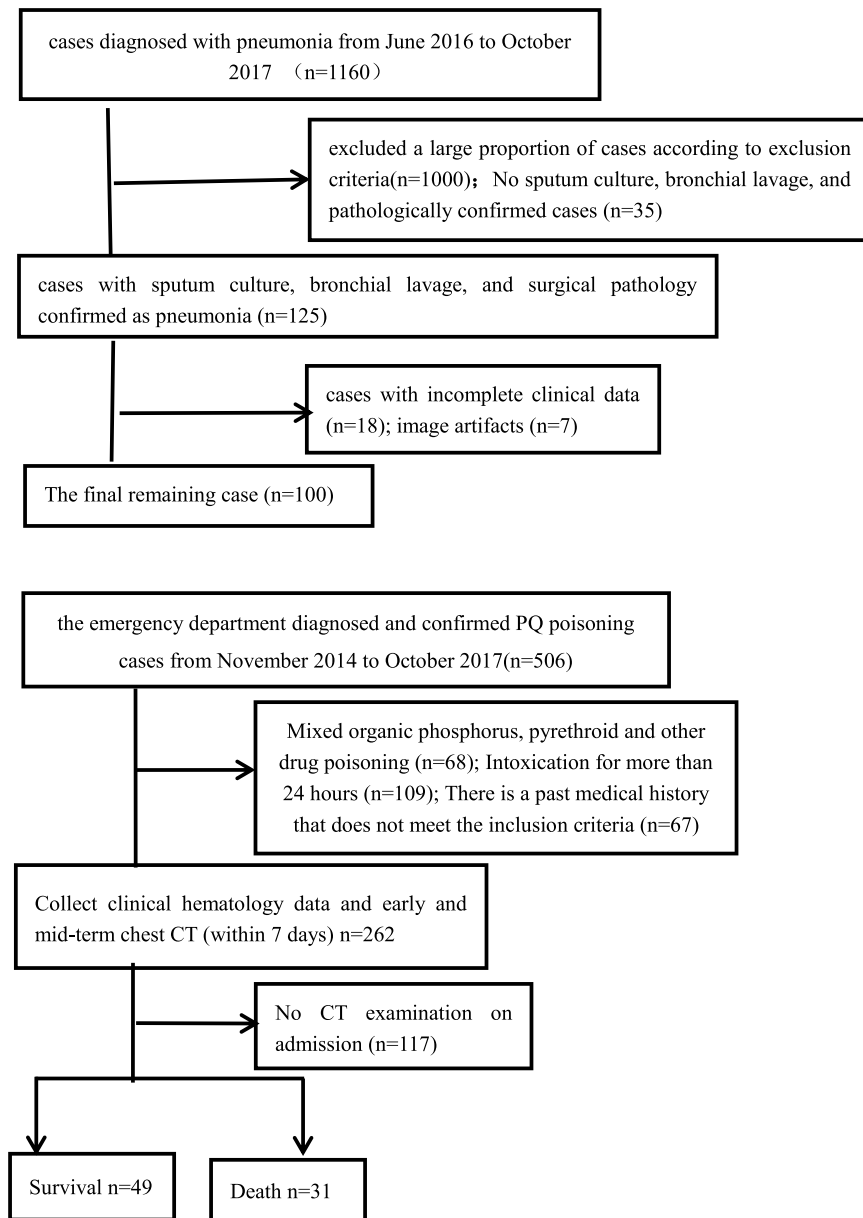 cases diagnosed with pneumonia from June 2016 to October
2017 （n=1160）
excluded a large proportion of cases according to exclusion
criteria(n=1000)；No sputum culture, bronchial lavage, and
pathologically confirmed cases (n=35)
cases with sputum culture, bronchial lavage, and surgical pathology
confirmed as pneumonia (n=125)
cases with incomplete clinical data
(n=18); image artifacts (n=7)
The final remaining case (n=100)
the emergency department diagnosed and confirmed PQ poisoning
cases from November 2014 to October 2017(n=506)
Mixed organic phosphorus, pyrethroid and other
drug poisoning (n=68); Intoxication for more than
24 hours (n=109); There is a past medical history
that does not meet the inclusion criteria (n=67)
Collect clinical hematology data and early and
mid-term chest CT (within 7 days) n=262
No CT examination on
admission (n=117)
Survival n=49
Death n=31